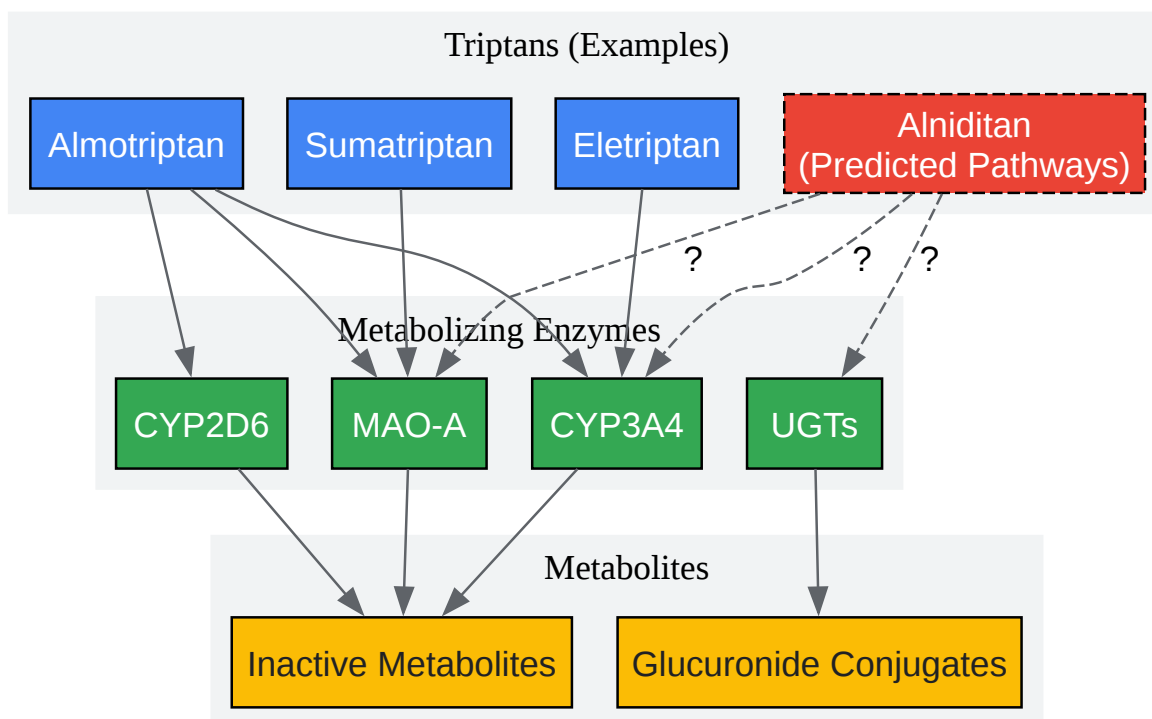 Triptans (Examples)
Almotriptan
Sumatriptan
Eletriptan
Alniditan
(Predicted Pathways)
?
?
?
Metabolizing Enzymes
CYP2D6
MAO-A
CYP3A4
UGTs
Metabolites
Inactive Metabolites
Glucuronide Conjugates